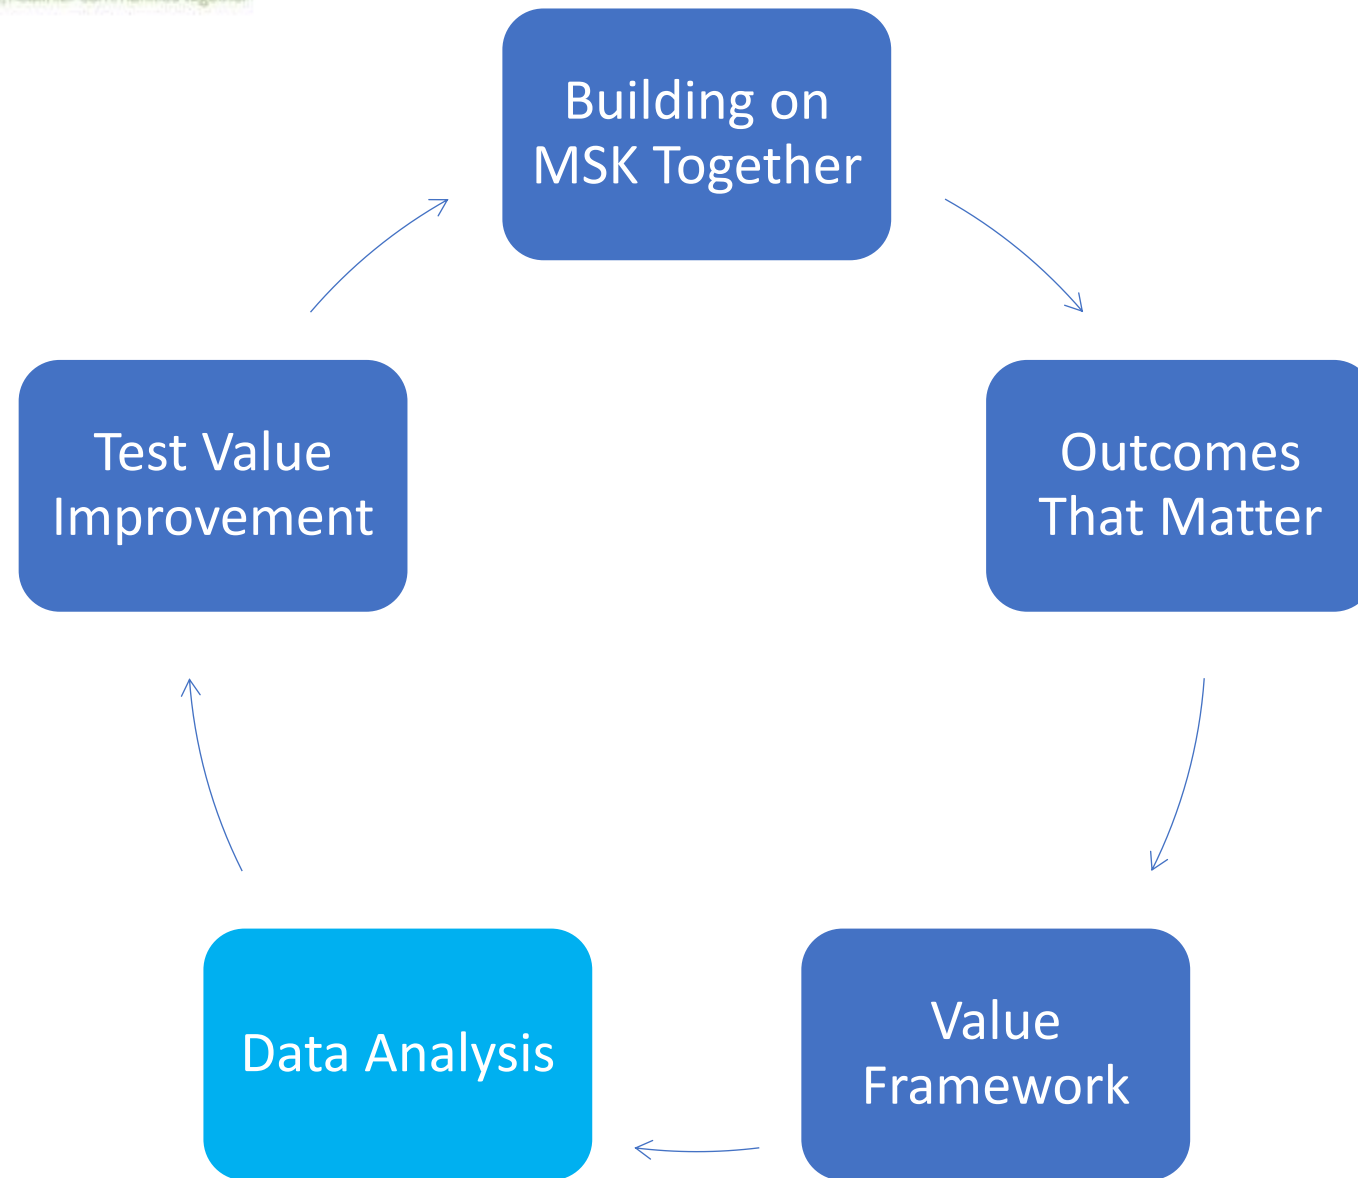 Building on
MSK Together
Outcomes
That Matter
Value
Framework
Data Analysis
Test Value
Improvement